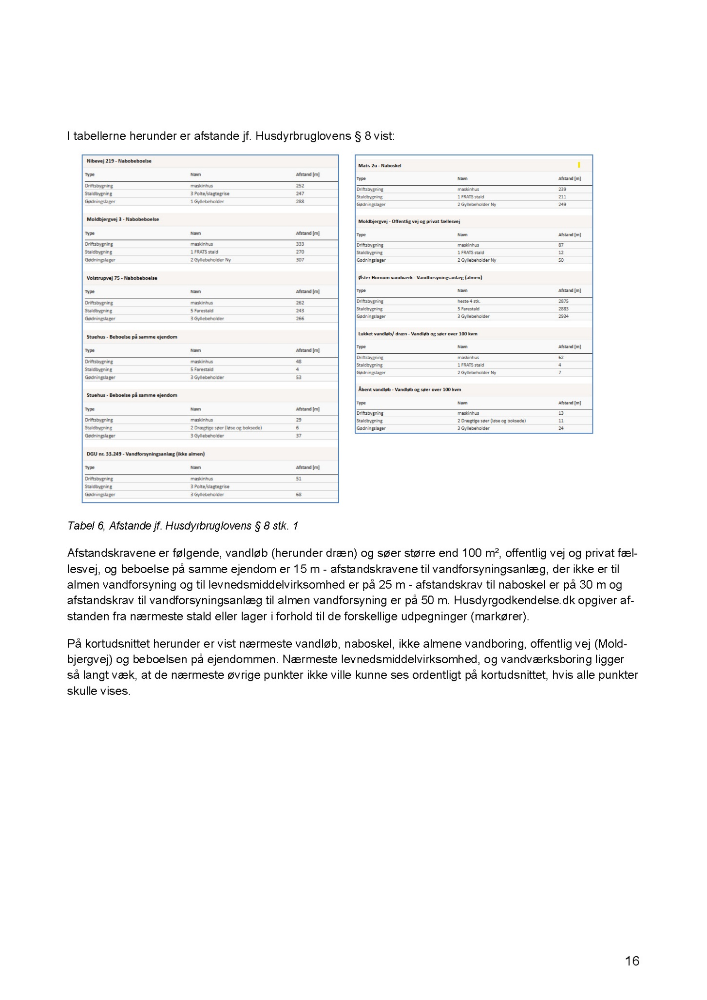 I tabellerne herunder er afstande jf. Husdyrbruglovens § 8 vist:
Nibevej 219 - Nabobeboelse
Type Navn Afstand [m]
Driftsbygning maskinhus 252
Staldbygning 3 Polte/slagtegrise 247
Gødningslager 1 Gyllebeholder 288
Moldbjergvej 3 - Nabobeboelse
Type Navn Afstand [m]
Driftsbygning maskinhus 333
Staldbygning 1 FRATS stald 270
Gødningslager 2 Gyllebeholder Ny 307
Volstrupvej 75 - Nabobeboelse
Type Navn Afstand [m]
Driftsbygning maskinhus 262
Staldbygning 5 Farestald 243
Gødningslager 3 Gyllebeholder 266
Stuehus - Beboelse på samme ejendom
Type Navn Afstand [m]
Driftsbygning maskinhus 48
Staldbygning 5 Farestald 4
Gødningslager 3 Gyllebeholder 53
Stuehus - Beboelse på samme ejendom
Type Navn Afstand [m]
Driftsbygning maskinhus 29
Staldbygning 2 Drægtige søer (løse og boksede) 6
Gødningslager 3 Gyllebeholder 37
DGU nr. 33.249 - Vandforsyningsanlæg (ikke almen)
Type Navn Afstand [m]
Driftsbygning maskinhus 51
Staldbygning 3 Polte/slagtegrise
Gødningslager 3 Gyllebeholder 68
Matr. 2u - Naboskel
Type Navn Afstand [m]
Driftsbygning maskinhus 239
Staldbygning 1 FRATS stald 211
Gødningslager 2 Gyllebeholder Ny 249
Moldbjergvej - Offentlig vej og privat fællesvej
Type Navn Afstand [m]
Driftsbygning maskinhus 87
Staldbygning 1 FRATS stald 12
Gødningslager 2 Gyllebeholder Ny 50
Øster Hornum vandværk - Vandforsyningsanlæg (almen)
Type Navn Afstand [m]
Driftsbygning heste 4 stk. 2875
Staldbygning 5 Farestald 2883
Gødningslager 3 Gyllebeholder 2934
Lukket vandløb/ dræn - Vandløb og søer over 100 kvm
Type Navn Afstand [m]
Driftsbygning maskinhus 62
Staldbygning 1 FRATS stald 4
Gødningslager 2 Gyllebeholder Ny 7
Åbent vandløb - Vandløb og søer over 100 kvm
Type Navn Afstand [m]
Driftsbygning maskinhus 13
Staldbygning 2 Drægtige søer (løse og boksede) 11
Gødningslager 3 Gyllebeholder 24
Tabel 6, Afstande jf. Husdyrbruglovens § 8 stk. 1
Afstandskravene er følgende, vandløb (herunder dræn) og søer større end 100 m², offentlig vej og privat fæl-
lesvej, og beboelse på samme ejendom er 15 m - afstandskravene til vandforsyningsanlæg, der ikke er til
almen vandforsyning og til levnedsmiddelvirksomhed er på 25 m - afstandskrav til naboskel er på 30 m og
afstandskrav til vandforsyningsanlæg til almen vandforsyning er på 50 m. Husdyrgodkendelse.dk opgiver af-
standen fra nærmeste stald eller lager i forhold til de forskellige udpegninger (markører).
På kortudsnittet herunder er vist nærmeste vandløb, naboskel, ikke almene vandboring, offentlig vej (Mold-
bjergvej) og beboelsen på ejendommen. Nærmeste levnedsmiddelvirksomhed, og vandværksboring ligger
så langt væk, at de nærmeste øvrige punkter ikke ville kunne ses ordentligt på kortudsnittet, hvis alle punkter
skulle vises.
16